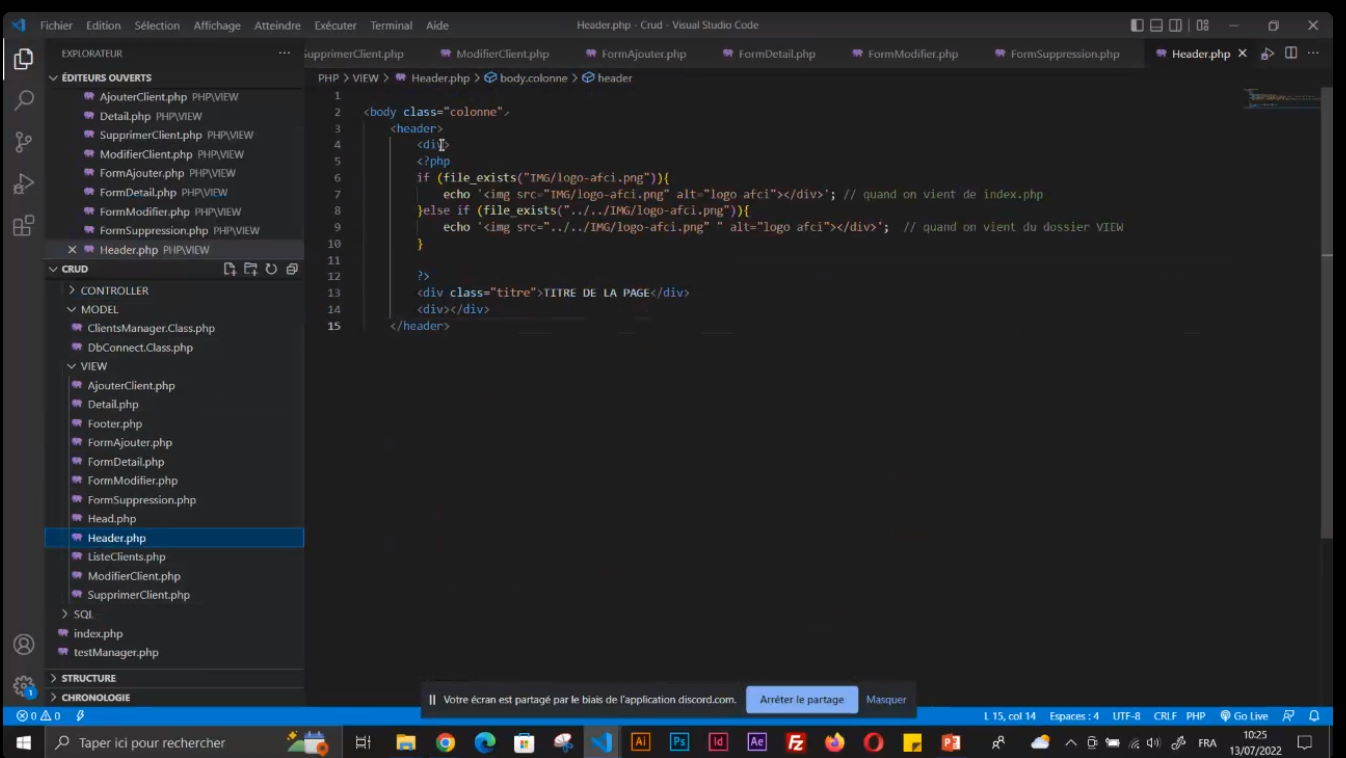 Fichier Edition Sélection Affichage Atteindre Exécuter Terminal Aide Header.php - Crud - Visual Studio Code
EXPLORATEUR ... SupprimerClient.php ModifierClient.php FormAjouter.php FormDetail.php FormModifier.php FormSuppression.php Header.php
PHP > VIEW > Header.php > body.colonne > header
ÉDITEURS OUVERTS
AjouterClient.php PHP\VIEW
Detail.php PHP\VIEW
SupprimerClient.php PHP\VIEW
ModifierClient.php PHP\VIEW
FormAjouter.php PHP\VIEW
FormDetail.php PHP\VIEW
FormModifier.php PHP\VIEW
FormSuppression.php PHP\VIEW
Header.php PHP\VIEW
CRUD
CONTROLLER
MODEL
ClientsManager.Class.php
DbConnect.Class.php
VIEW
AjouterClient.php
Detail.php
Footer.php
FormAjouter.php
FormDetail.php
FormModifier.php
FormSuppression.php
Head.php
Header.php
ListeClients.php
ModifierClient.php
SupprimerClient.php
SQL
index.php
testManager.php
STRUCTURE
CHRONOLOGIE
1
2 <body class="colonne">
3 <header>
4 <div>
5 <?php
6 if (file_exists("IMG/logo-afci.png")){
7 echo '<img src="IMG/logo-afci.png" alt="logo afci"></div>'; // quand on vient de index.php
8 }else if (file_exists("../../IMG/logo-afci.png")){
9 echo '<img src="../../IMG/logo-afci.png" " alt="logo afci"></div>'; // quand on vient du dossier VIEW
10 }
11
12 ?>
13 <div class="titre">TITRE DE LA PAGE</div>
14 <div></div>
15 </header>
Votre écran est partagé par le biais de l'application discord.com. Arrêter le partage Masquer
1
0 0 L 15, col 14 Espaces : 4 UTF-8 CRLF PHP Go Live
Taper ici pour rechercher Ai Ps Id Ae FRA 10:25
13/07/2022